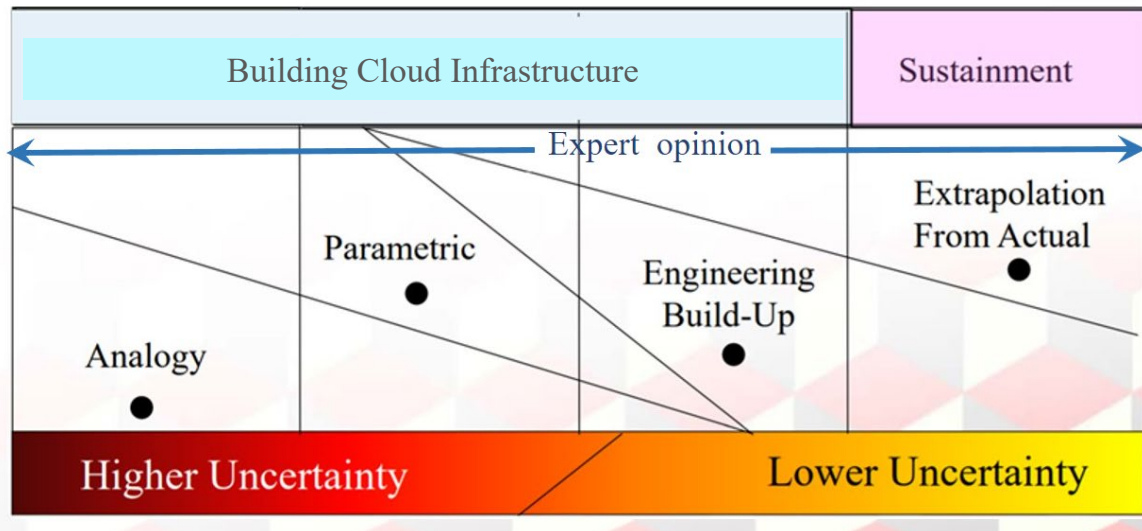 Building Cloud Infrastructure
Sustainment
Expert opinion
Extrapolation
From Actual
Parametric
Engineering
Build-Up
Analogy
Higher Uncertainty
Lower Uncertainty